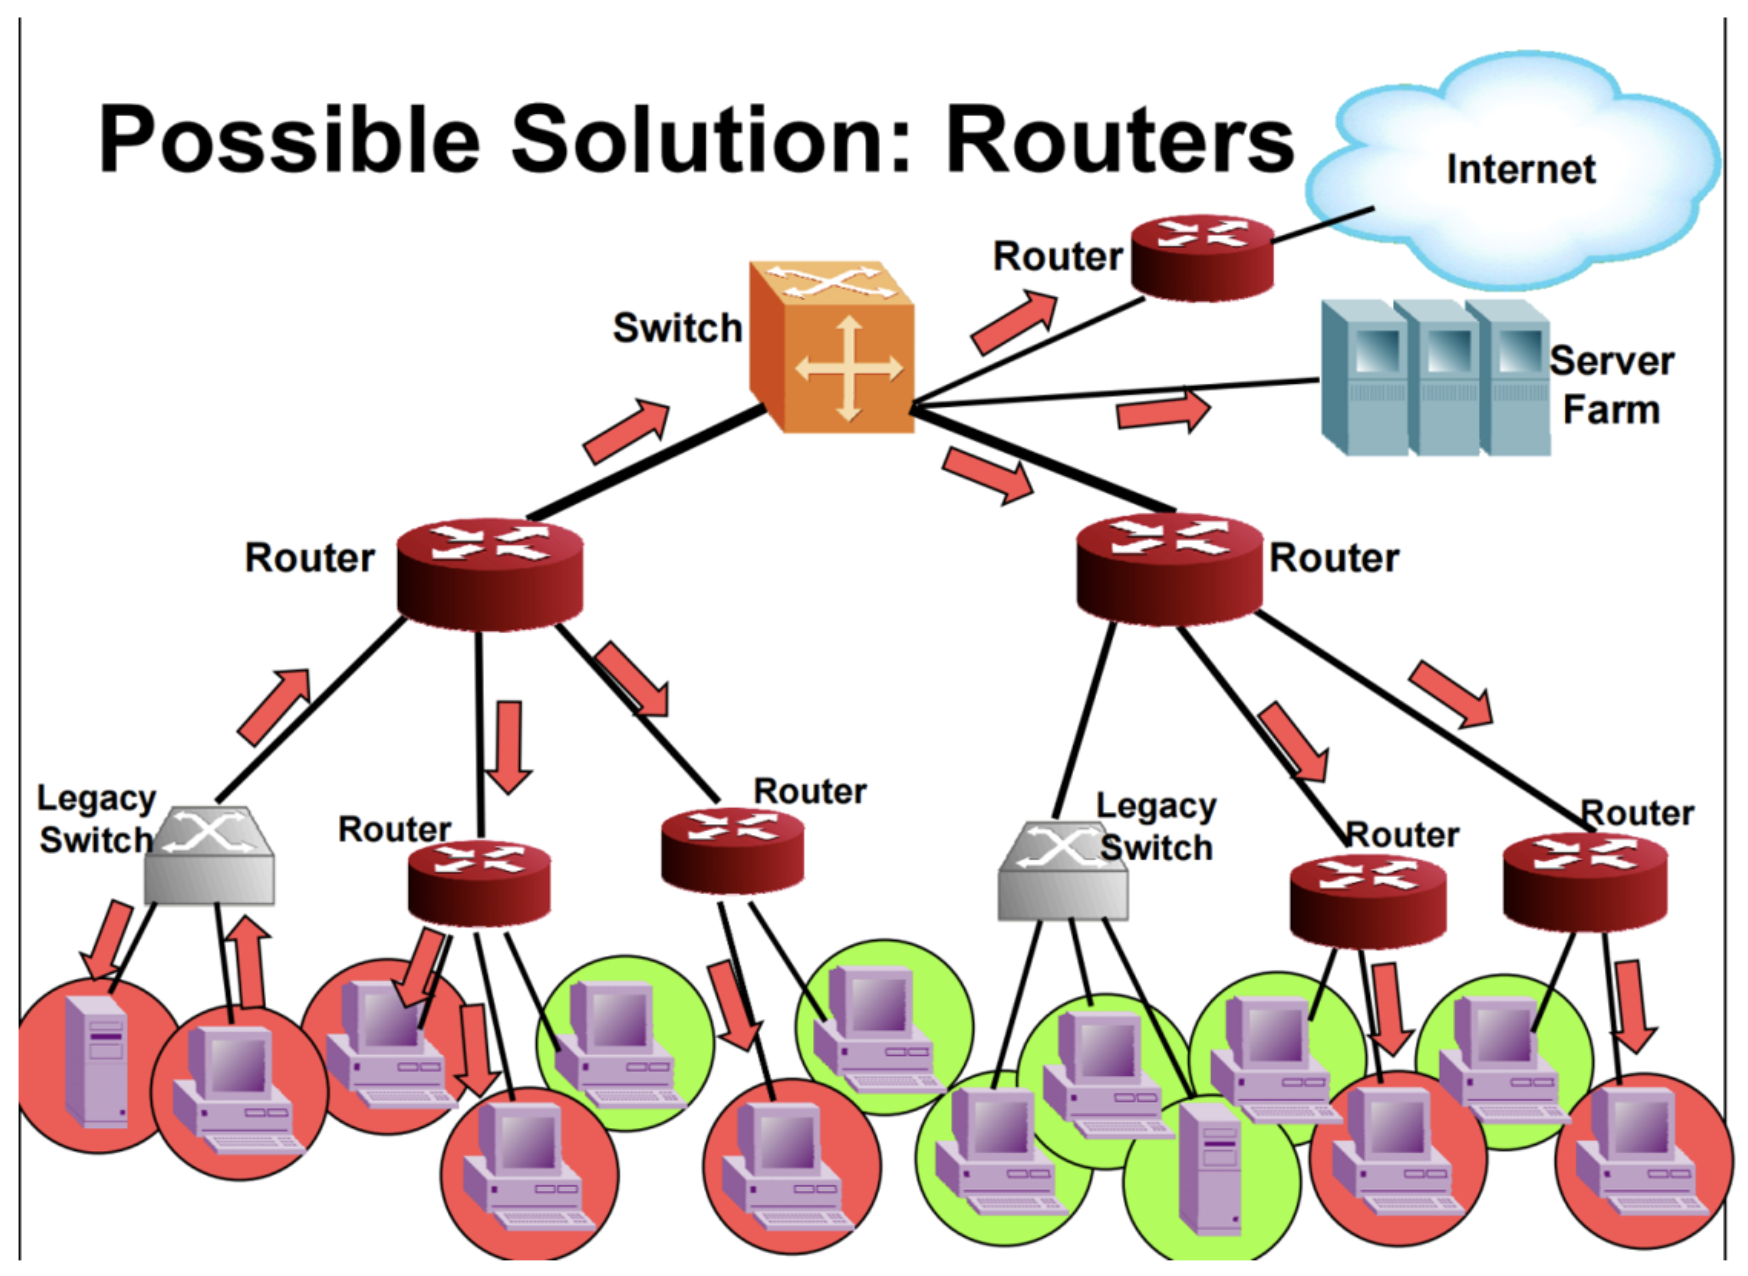 Possible Solution: Routers
Internet
Router
Switch
Server
Farm
Router
Router
Legacy
Switch
Router
Router
Legacy
Switch
Router
Router